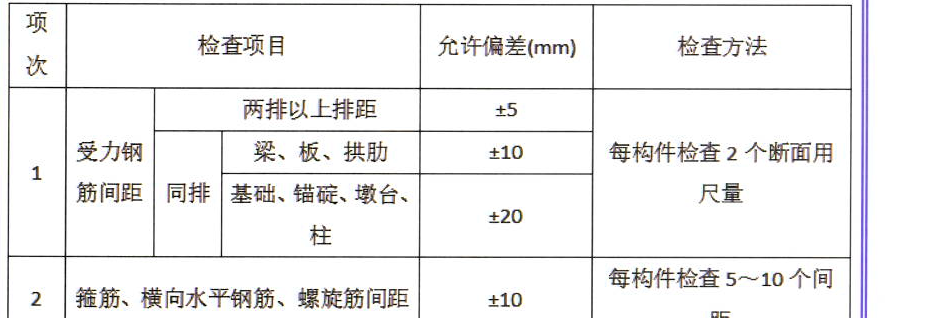 项次 检查项目 允许偏差(mm) 检查方法
两排以上排距 ±5
1 受力钢筋间距 同排 梁、板、拱肋 ±10 每构件检查 2 个断面用
尺量
基础、锚碇、墩台、
柱 ±20
2 箍筋、横向水平钢筋、螺旋筋间距 ±10 每构件检查 5～10 个间